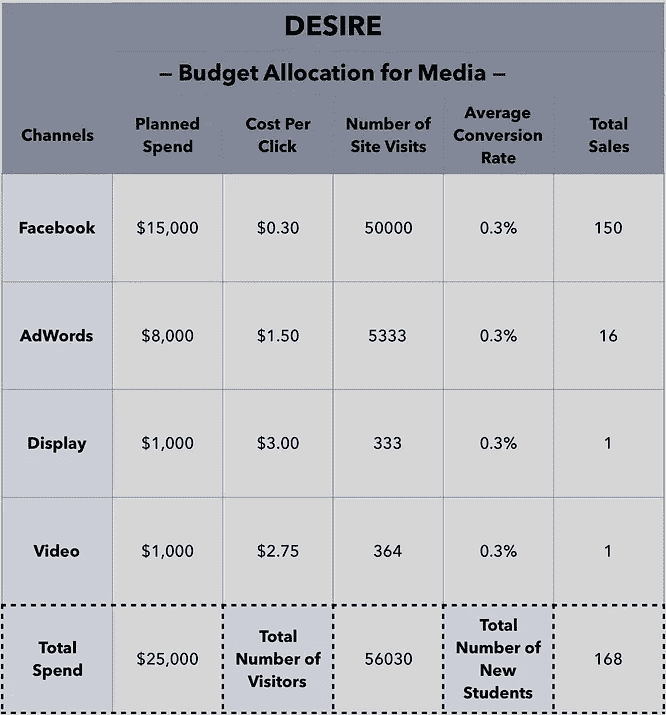 DESIRE
— Budget Allocation for Media —
Channels
Planned
Spend
Cost Per
Click
Number of
Site Visits
Average
Conversion
Rate
Total
Sales
Facebook
$15,000
$0.30
50000
0.3%
150
AdWords
$8,000
$1.50
5333
0.3%
16
Display
$1,000
$3.00
333
0.3%
1
Video
$1,000
$2.75
364
0.3%
1
Total
Spend
$25,000
Total
Number of
Visitors
56030
Total
Number of
New
Students
168